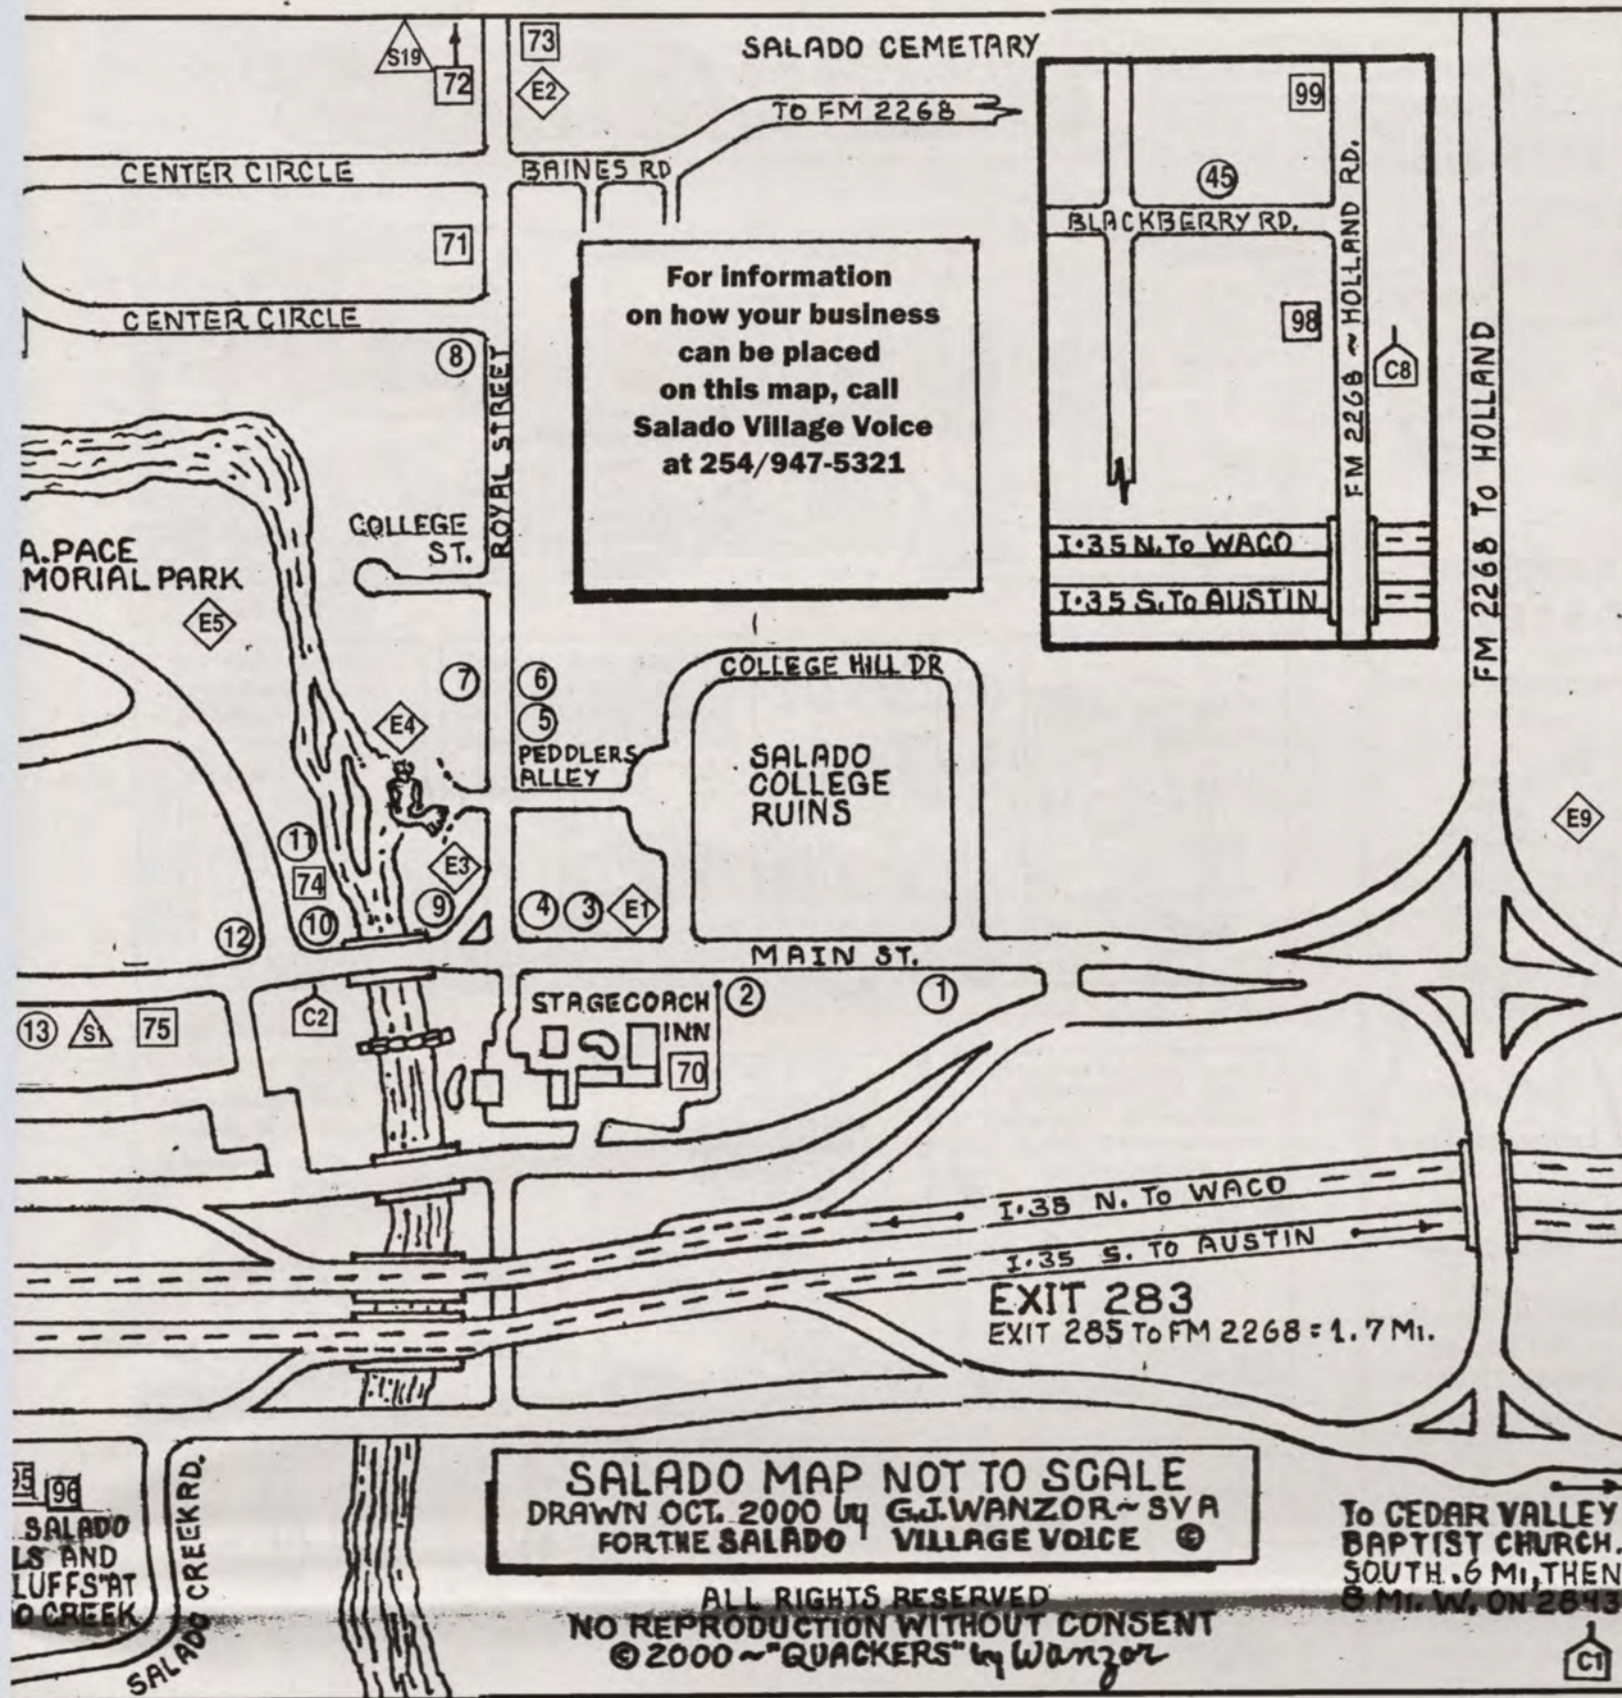 S19
72
73
E2
SALADO CEMETARY
TO FM 2268
CENTER CIRCLE
BAINES RD
71
CENTER CIRCLE
8
ROYAL STREET
For information
on how your business
can be placed
on this map, call
Salado Village Voice
at 254/947-5321
99
45
BLACKBERRY RD.
98
C8
FM 2268 ~ HOLLAND RD.
I·35 N. To WACO
I·35 S. To AUSTIN
FM 2268 TO HOLLAND
COLLEGE
ST.
A. PACE
MORIAL PARK
E5
7
6
5
E4
PEDDLERS
ALLEY
COLLEGE HILL DR
SALADO
COLLEGE
RUINS
E9
11
74
10
12
E3
9
4
3
E1
MAIN ST.
13
S1
75
C2
STAGECOACH
INN
70
2
1
I·38 N. To WACO
I·35 S. TO AUSTIN
EXIT 283
EXIT 285 TO FM 2268 = 1.7 MI.
95
96
SALADO
LS AND
LUFFS" AT
O CREEK
SALADO CREEK RD.
SALADO MAP NOT TO SCALE
DRAWN OCT. 2000 by G.J. WANZOR ~ SVA
FOR THE SALADO VILLAGE VOICE ©
ALL RIGHTS RESERVED
NO REPRODUCTION WITHOUT CONSENT
© 2000 ~ "QUACKERS" by Wanzor
To CEDAR VALLEY
BAPTIST CHURCH.
SOUTH .6 MI, THEN
8 MI. W. ON 2843
C1